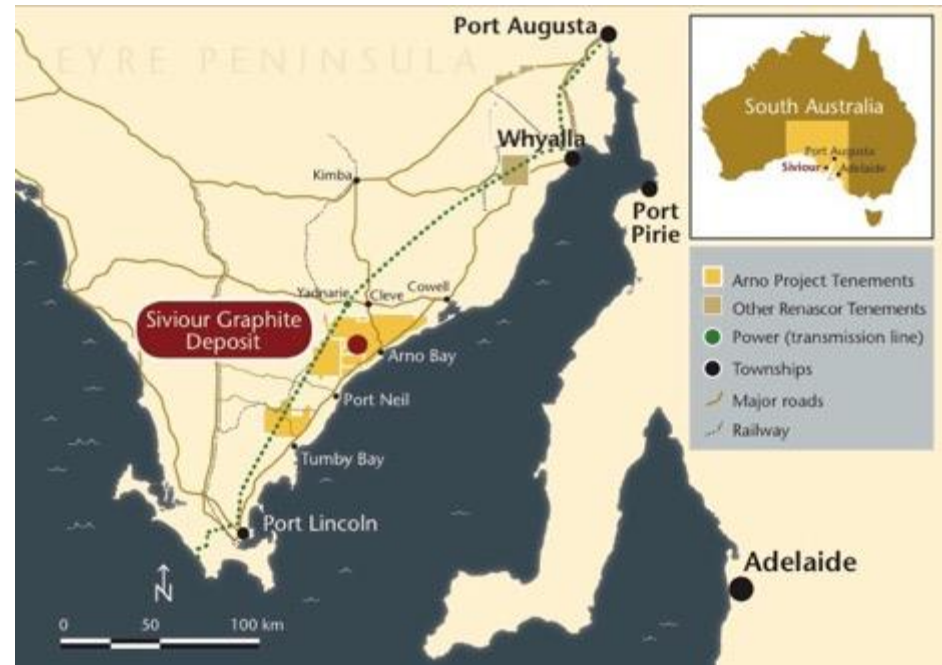 EYRE PENINSULA
Port Augusta
Whyalla
Kimba
Port
Pirie
Yadnarie
Cleve
Cowell
Siviour Graphite
Deposit
Arno Bay
Port Neil
Tumby Bay
Port Lincoln
Adelaide
N
0 50 100 km
South Australia
Port Augusta
Siviour
Adelaide
Arno Project Tenements
Other Renascor Tenements
Power (transmission line)
Townships
Major roads
Railway